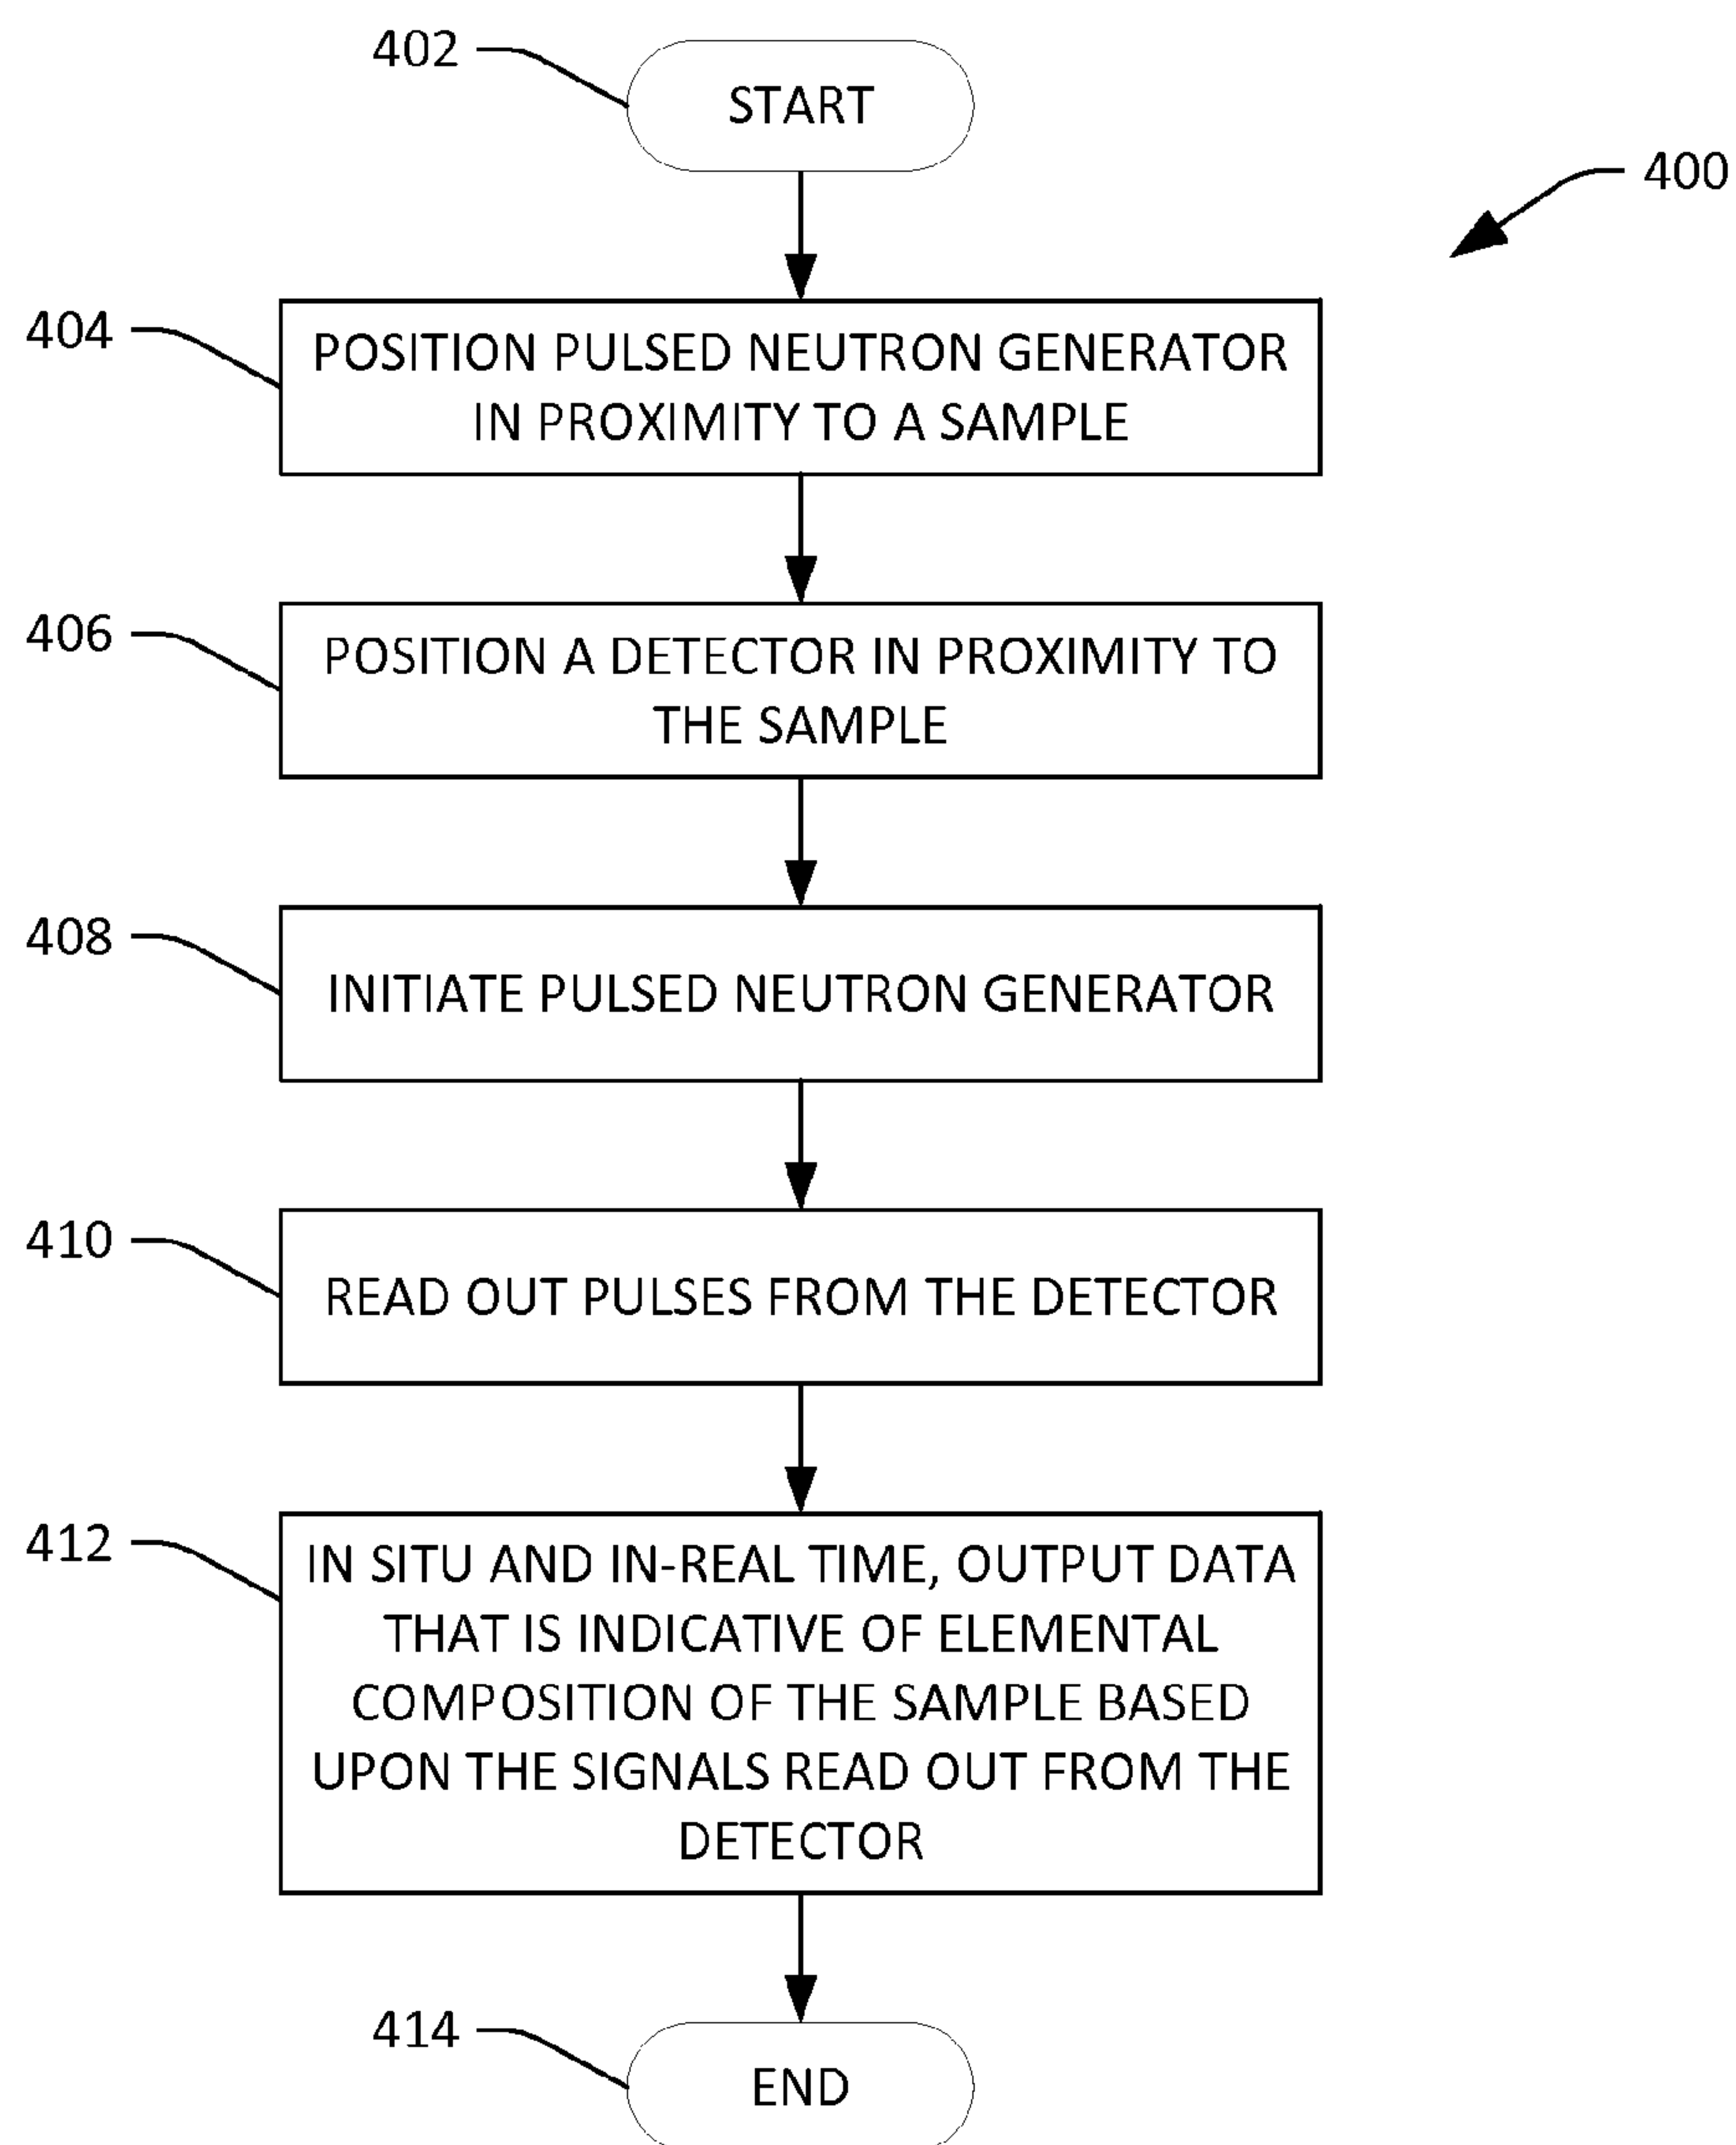 402
START
400
404
POSITION PULSED NEUTRON GENERATOR
IN PROXIMITY TO A SAMPLE
406
POSITION A DETECTOR IN PROXIMITY TO
THE SAMPLE
408
INITIATE PULSED NEUTRON GENERATOR
410
READ OUT PULSES FROM THE DETECTOR
412
IN SITU AND IN-REAL TIME, OUTPUT DATA
THAT IS INDICATIVE OF ELEMENTAL
COMPOSITION OF THE SAMPLE BASED
UPON THE SIGNALS READ OUT FROM THE
DETECTOR
414
END